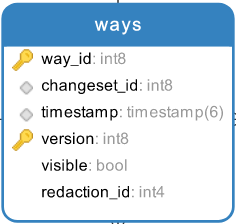 ways
way_id: int8
changeset_id: int8
timestamp: timestamp(6)
version: int8
visible: bool
redaction_id: int4